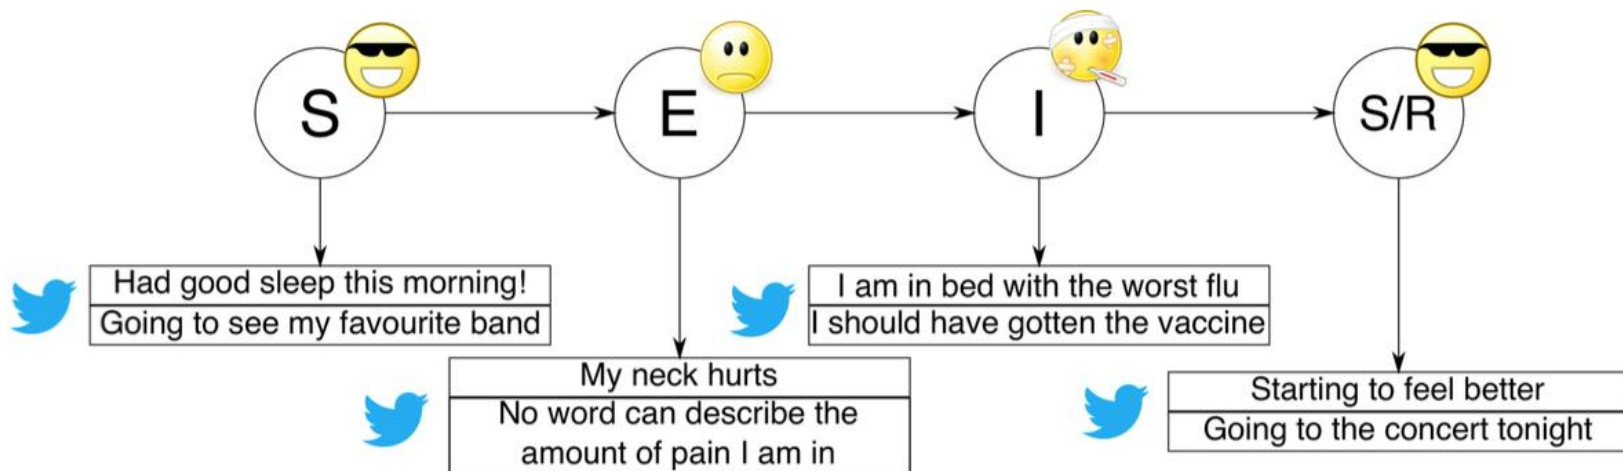 S
E
I
S/R
Had good sleep this morning!
Going to see my favourite band
My neck hurts
No word can describe the
amount of pain I am in
I am in bed with the worst flu
I should have gotten the vaccine
Starting to feel better
Going to the concert tonight